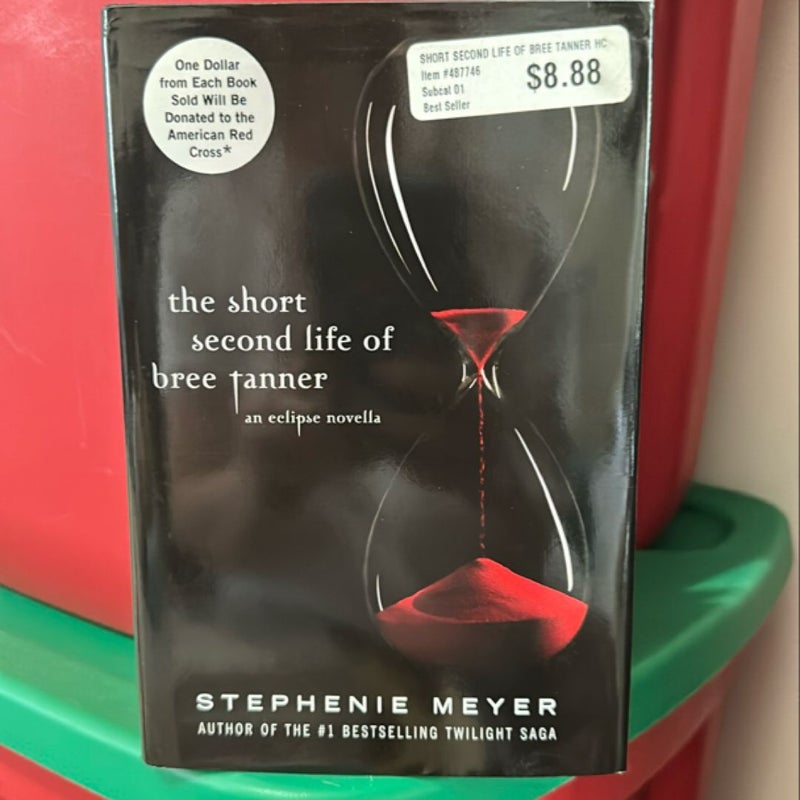 One Dollar
from Each Book
Sold Will Be
Donated to the
American Red
Cross*
SHORT SECOND LIFE OF BREE TANNER HC
Item #487746
Subcat 01
Best Seller
$8.88
the short
second life of
bree tanner
an eclipse novella
STEPHENIE MEYER
AUTHOR OF THE #1 BESTSELLING TWILIGHT SAGA